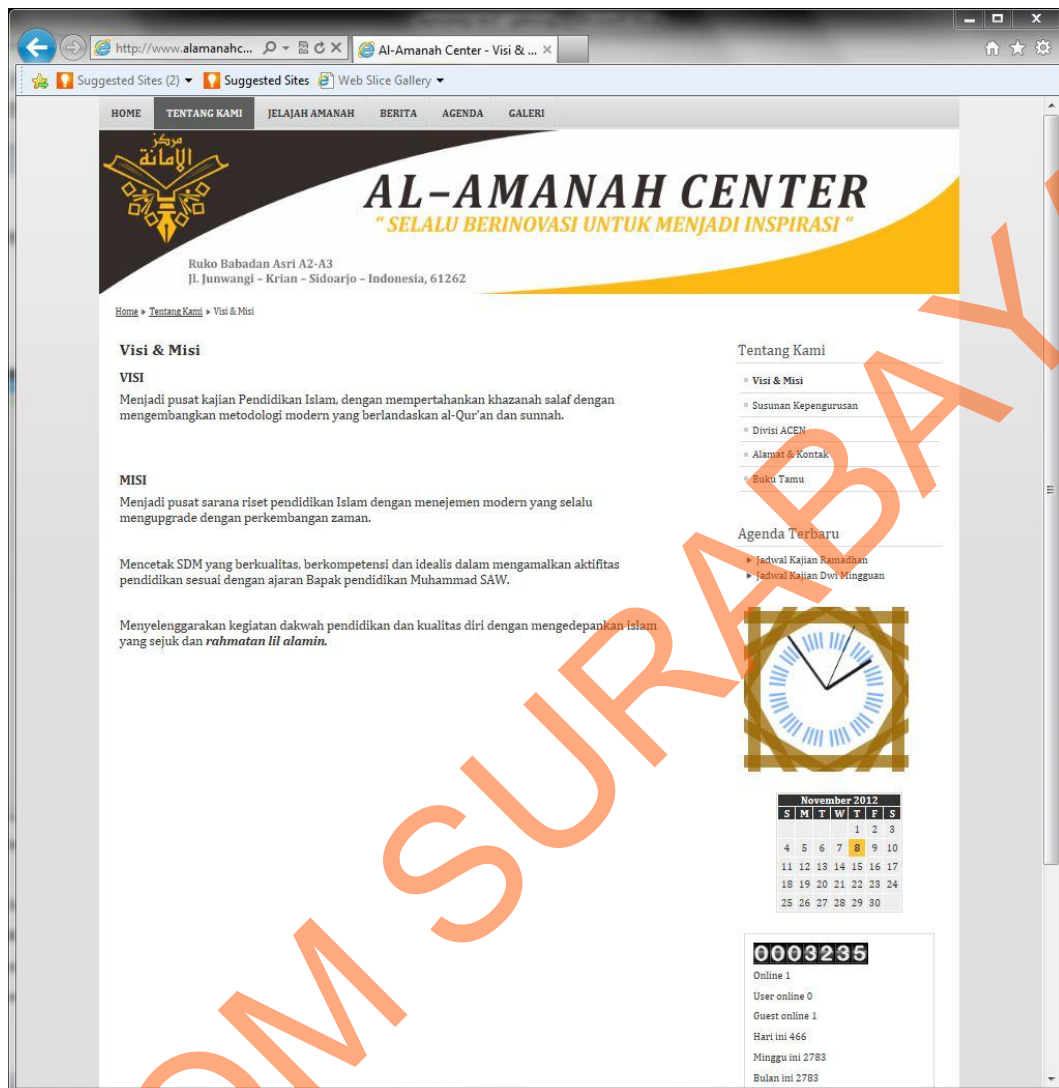 http://www.alamanahc...
Al-Amanah Center - Visi & ...
Suggested Sites (2)
Suggested Sites
Web Slice Gallery
HOME TENTANG KAMI JELAJAH AMANAH BERITA AGENDA GALERI
مركز
الأمانة
AL-AMANAH CENTER
“ SELALU BERINOVASI UNTUK MENJADI INSPIRASI “
Ruko Babadan Asri A2-A3
Jl. Junwangi – Krian – Sidoarjo – Indonesia, 61262
Home ▸ Tentang Kami ▸ Visi & Misi
Visi & Misi
VISI
Menjadi pusat kajian Pendidikan Islam, dengan mempertahankan khazanah salaf dengan
mengembangkan metodologi modern yang berlandaskan al-Qur'an dan sunnah.
MISI
Menjadi pusat sarana riset pendidikan Islam dengan menejemen modern yang selalu
mengupgrade dengan perkembangan zaman.
Mencetak SDM yang berkualitas, berkompetensi dan idealis dalam mengamalkan aktifitas
pendidikan sesuai dengan ajaran Bapak pendidikan Muhammad SAW.
Menyelenggarakan kegiatan dakwah pendidikan dan kualitas diri dengan mengedepankan islam
yang sejuk dan rahmatan lil alamin.
Tentang Kami
Visi & Misi
Susunan Kepengurusan
Divisi ACEN
Alamat & Kontak
Buku Tamu
Agenda Terbaru
Jadwal Kajian Ramadhan
Jadwal Kajian Dwi Mingguan
November 2012
S M T W T F S
1 2 3
4 5 6 7 8 9 10
11 12 13 14 15 16 17
18 19 20 21 22 23 24
25 26 27 28 29 30
0003235
Online 1
User online 0
Guest online 1
Hari ini 466
Minggu ini 2783
Bulan ini 2783
OM SURABAY